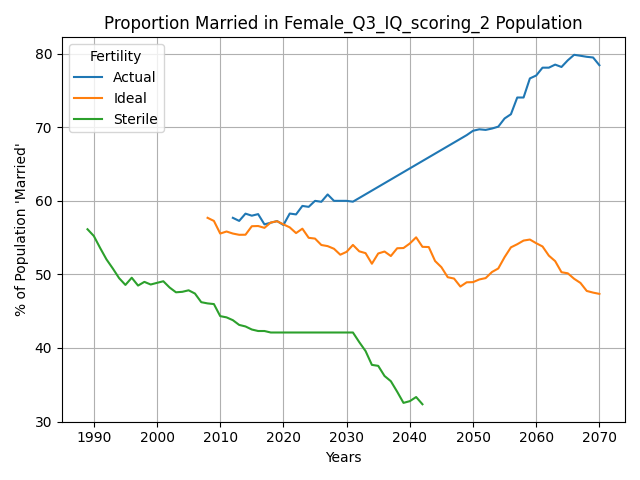 Proportion Married in Female_Q3_IQ_scoring_2 Population
Fertility
Actual
Ideal
Sterile
% of Population 'Married'
80
70
60
50
40
30
1990 2000 2010 2020 2030 2040 2050 2060 2070
Years